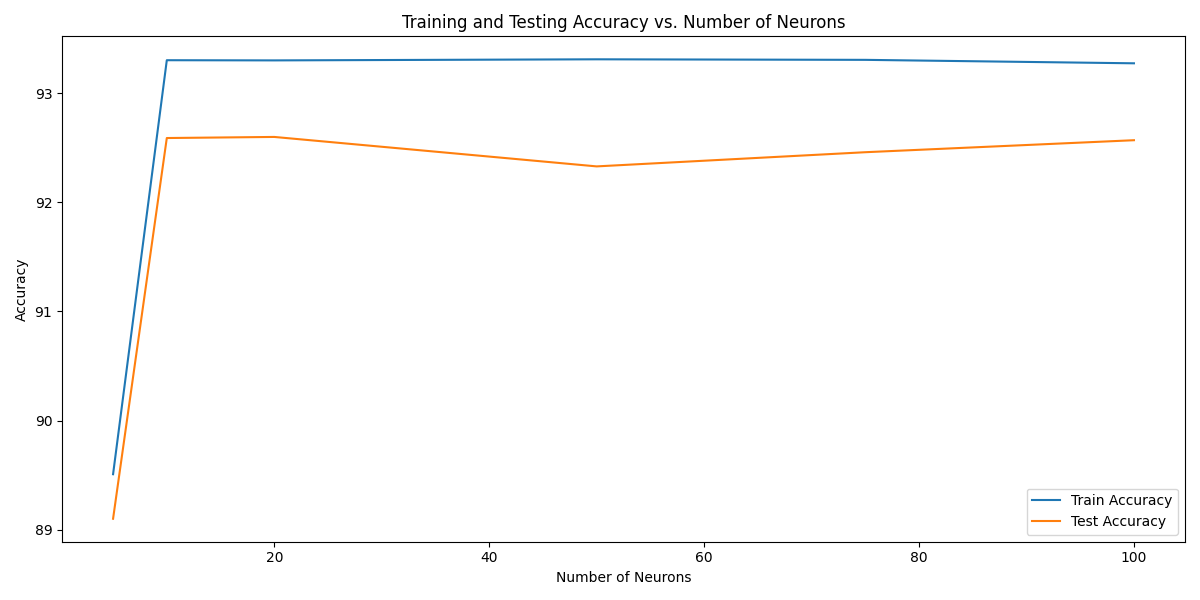 Training and Testing Accuracy vs. Number of Neurons
Accuracy
93
92
91
90
89
20
40
60
80
100
Number of Neurons
Train Accuracy
Test Accuracy